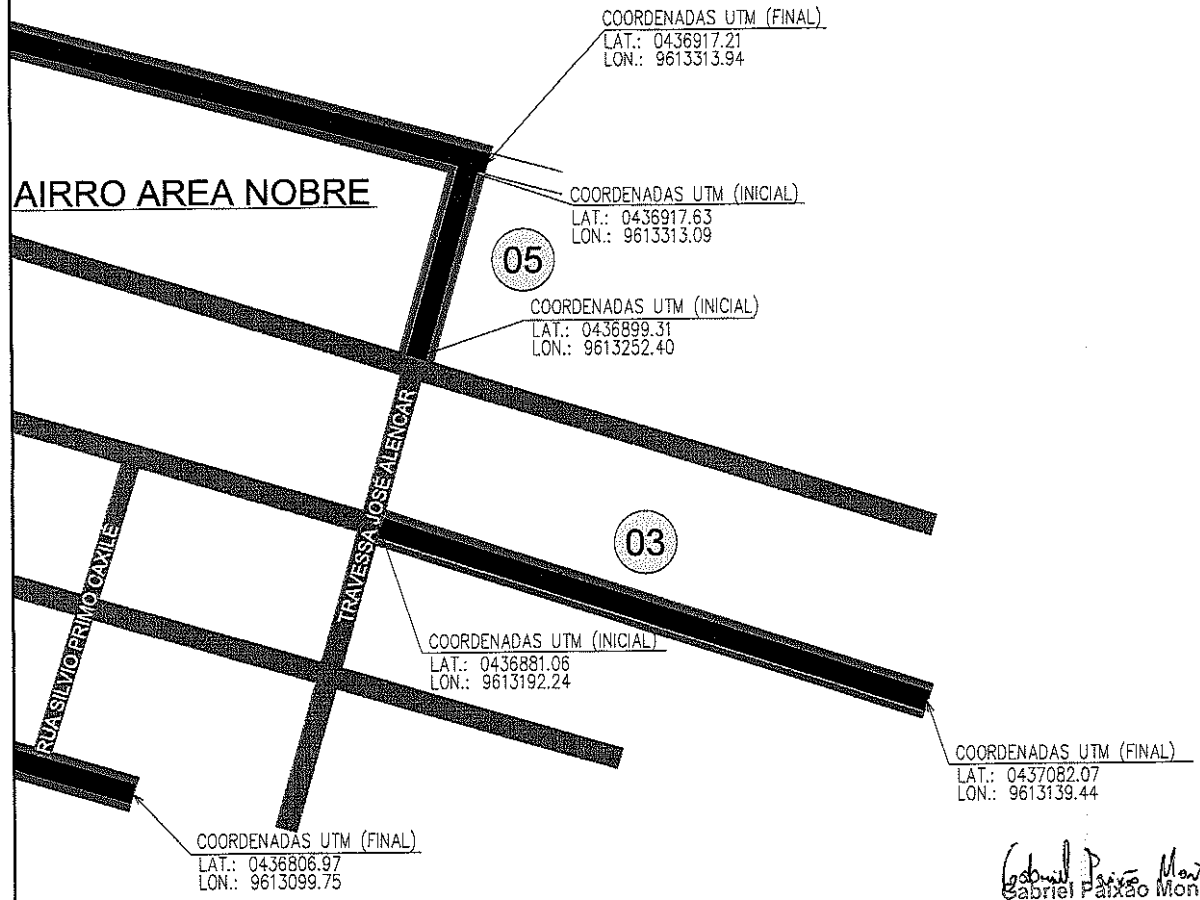 COORDENADAS UTM (FINAL)
LAT.: 0436917.21
LON.: 9613313.94
AIRRO AREA NOBRE
COORDENADAS UTM (INICIAL)
LAT.: 0436917.63
LON.: 9613313.09
05
COORDENADAS UTM (INICIAL)
LAT.: 0436899.31
LON.: 9613252.40
TRAVESSA JOSE ALENCAR
03
RUA SILVIO PRIMO CAXILE
COORDENADAS UTM (INICIAL)
LAT.: 0436881.06
LON.: 9613192.24
COORDENADAS UTM (FINAL)
LAT.: 0437082.07
LON.: 9613139.44
COORDENADAS UTM (FINAL)
LAT.: 0436806.97
LON.: 9613099.75
Gabriel Paixão Mon
Gabriel Paixão Mon